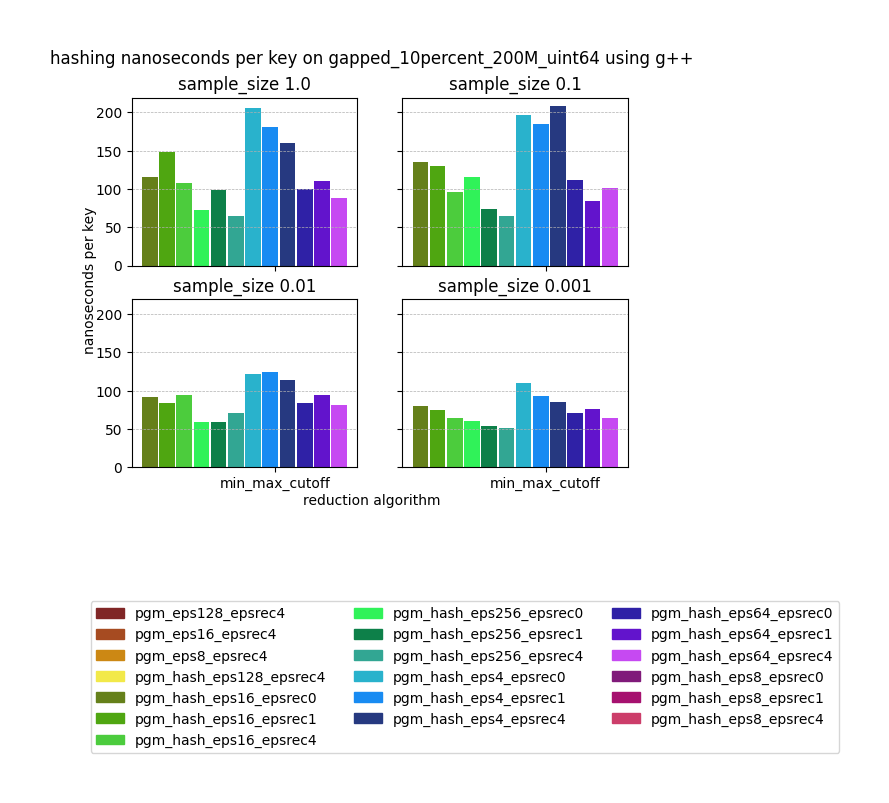 hashing nanoseconds per key on gapped_10percent_200M_uint64 using g++
sample_size 1.0
sample_size 0.1
200
150
100
50
0
nanoseconds per key
sample_size 0.01
sample_size 0.001
200
150
100
50
0
min_max_cutoff
min_max_cutoff
reduction algorithm
pgm_eps128_epsrec4
pgm_eps16_epsrec4
pgm_eps8_epsrec4
pgm_hash_eps128_epsrec4
pgm_hash_eps16_epsrec0
pgm_hash_eps16_epsrec1
pgm_hash_eps16_epsrec4
pgm_hash_eps256_epsrec0
pgm_hash_eps256_epsrec1
pgm_hash_eps256_epsrec4
pgm_hash_eps4_epsrec0
pgm_hash_eps4_epsrec1
pgm_hash_eps4_epsrec4
pgm_hash_eps64_epsrec0
pgm_hash_eps64_epsrec1
pgm_hash_eps64_epsrec4
pgm_hash_eps8_epsrec0
pgm_hash_eps8_epsrec1
pgm_hash_eps8_epsrec4